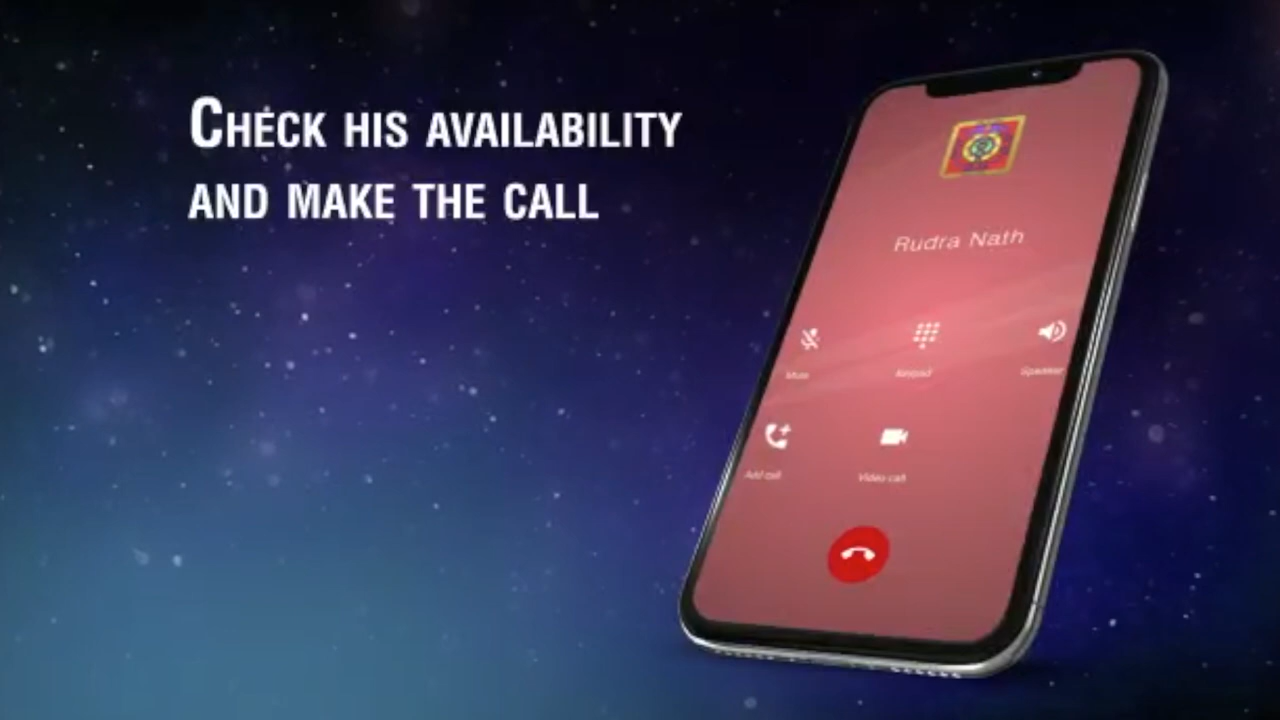 CHECK HIS AVAILABILITY
AND MAKE THE CALL
Rudra Nath
Mute
Keypad
Speaker
Add call
Video call